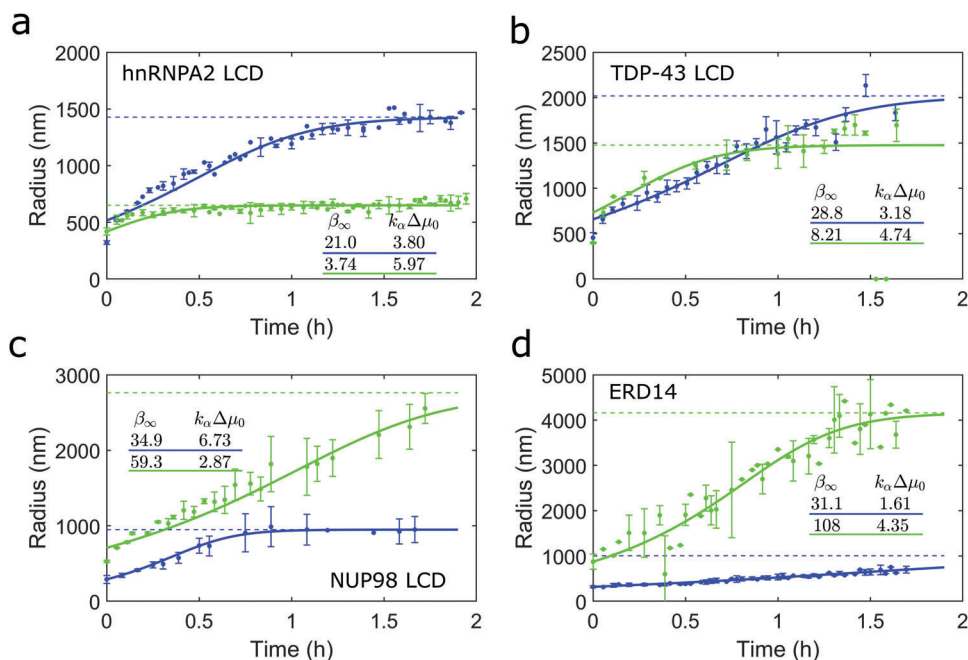 a
hnRNPA2 LCD
Radius (nm)
2000
1500
1000
500
0
β∞ kαΔμ0
21.0 3.80
3.74 5.97
0 0.5 1 1.5 2
Time (h)
b
TDP-43 LCD
Radius (nm)
2500
2000
1500
1000
500
0
β∞ kαΔμ0
28.8 3.18
8.21 4.74
0 0.5 1 1.5 2
Time (h)
c
Radius (nm)
3000
2000
1000
0
β∞ kαΔμ0
34.9 6.73
59.3 2.87
NUP98 LCD
0 0.5 1 1.5 2
Time (h)
d
ERD14
Radius (nm)
5000
4000
3000
2000
1000
0
β∞ kαΔμ0
31.1 1.61
108 4.35
0 0.5 1 1.5 2
Time (h)